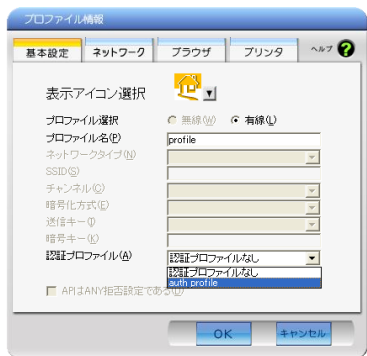 プロファイル情報
基本設定 ネットワーク ブラウザ プリンタ ヘルプ ?
表示アイコン選択
プロファイル選択 無線(W) 有線(L)
プロファイル名(P) profile
ネットワークタイプ(N)
SSID(S)
チャンネル(C)
暗号化方式(E)
送信キー(I)
暗号キー(K)
認証プロファイル(A) 認証プロファイルなし
認証プロファイルなし
auth profile
APはANY拒否設定である(D)
OK キャンセル